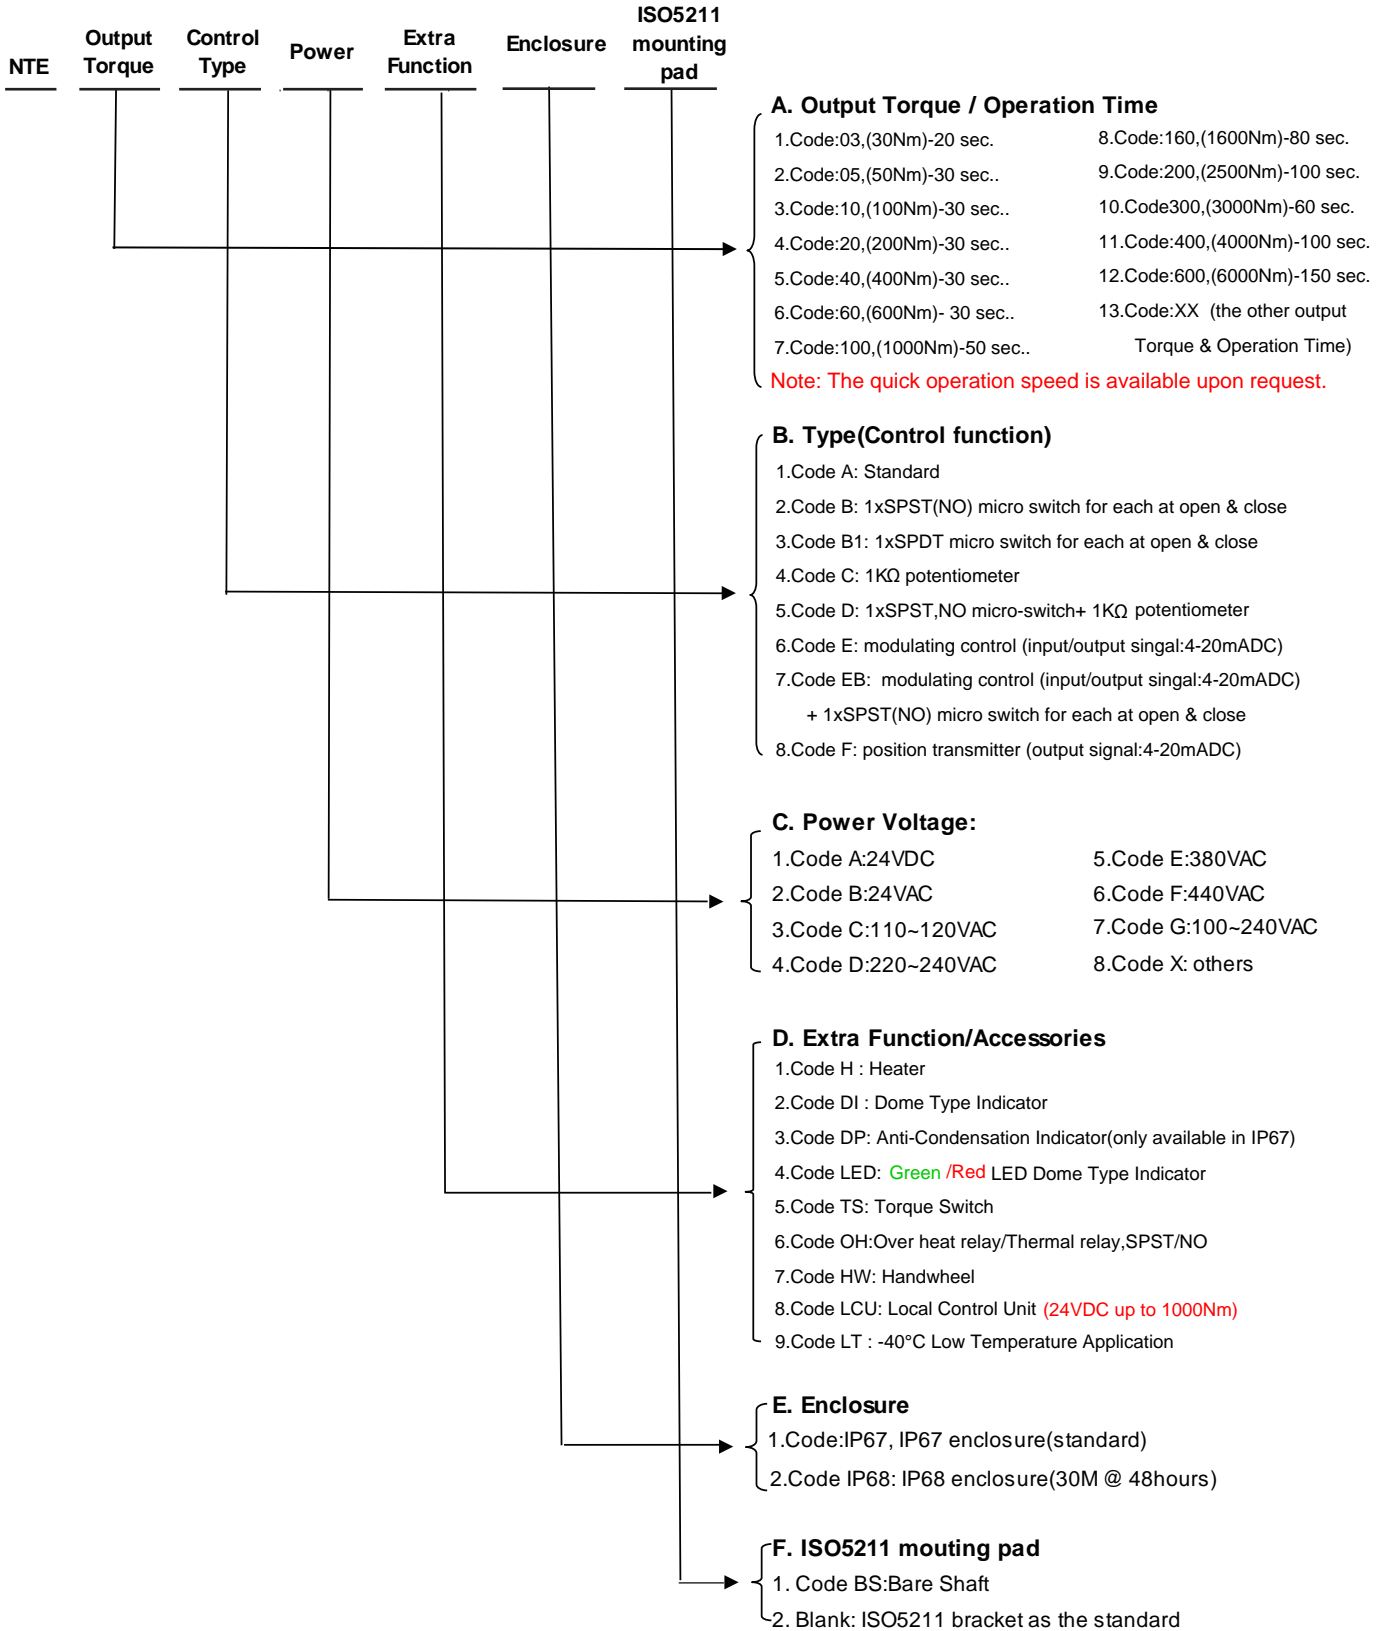 NTE
Output
Torque
Control
Type
Power
Extra
Function
Enclosure
ISO5211
mounting
pad
A. Output Torque / Operation Time
1.Code:03,(30Nm)-20 sec.
2.Code:05,(50Nm)-30 sec..
3.Code:10,(100Nm)-30 sec..
4.Code:20,(200Nm)-30 sec..
5.Code:40,(400Nm)-30 sec..
6.Code:60,(600Nm)- 30 sec..
7.Code:100,(1000Nm)-50 sec..
8.Code:160,(1600Nm)-80 sec.
9.Code:200,(2500Nm)-100 sec.
10.Code300,(3000Nm)-60 sec.
11.Code:400,(4000Nm)-100 sec.
12.Code:600,(6000Nm)-150 sec.
13.Code:XX (the other output
Torque & Operation Time)
Note: The quick operation speed is available upon request.
B. Type(Control function)
1.Code A: Standard
2.Code B: 1xSPST(NO) micro switch for each at open & close
3.Code B1: 1xSPDT micro switch for each at open & close
4.Code C: 1KΩ potentiometer
5.Code D: 1xSPST,NO micro-switch+ 1KΩ potentiometer
6.Code E: modulating control (input/output singal:4-20mADC)
7.Code EB: modulating control (input/output singal:4-20mADC)
+ 1xSPST(NO) micro switch for each at open & close
8.Code F: position transmitter (output signal:4-20mADC)
C. Power Voltage:
1.Code A:24VDC
2.Code B:24VAC
3.Code C:110~120VAC
4.Code D:220~240VAC
5.Code E:380VAC
6.Code F:440VAC
7.Code G:100~240VAC
8.Code X: others
D. Extra Function/Accessories
1.Code H : Heater
2.Code DI : Dome Type Indicator
3.Code DP: Anti-Condensation Indicator(only available in IP67)
4.Code LED: Green /Red LED Dome Type Indicator
5.Code TS: Torque Switch
6.Code OH:Over heat relay/Thermal relay,SPST/NO
7.Code HW: Handwheel
8.Code LCU: Local Control Unit (24VDC up to 1000Nm)
9.Code LT : -40°C Low Temperature Application
E. Enclosure
1.Code:IP67, IP67 enclosure(standard)
2.Code IP68: IP68 enclosure(30M @ 48hours)
F. ISO5211 mouting pad
1. Code BS:Bare Shaft
2. Blank: ISO5211 bracket as the standard